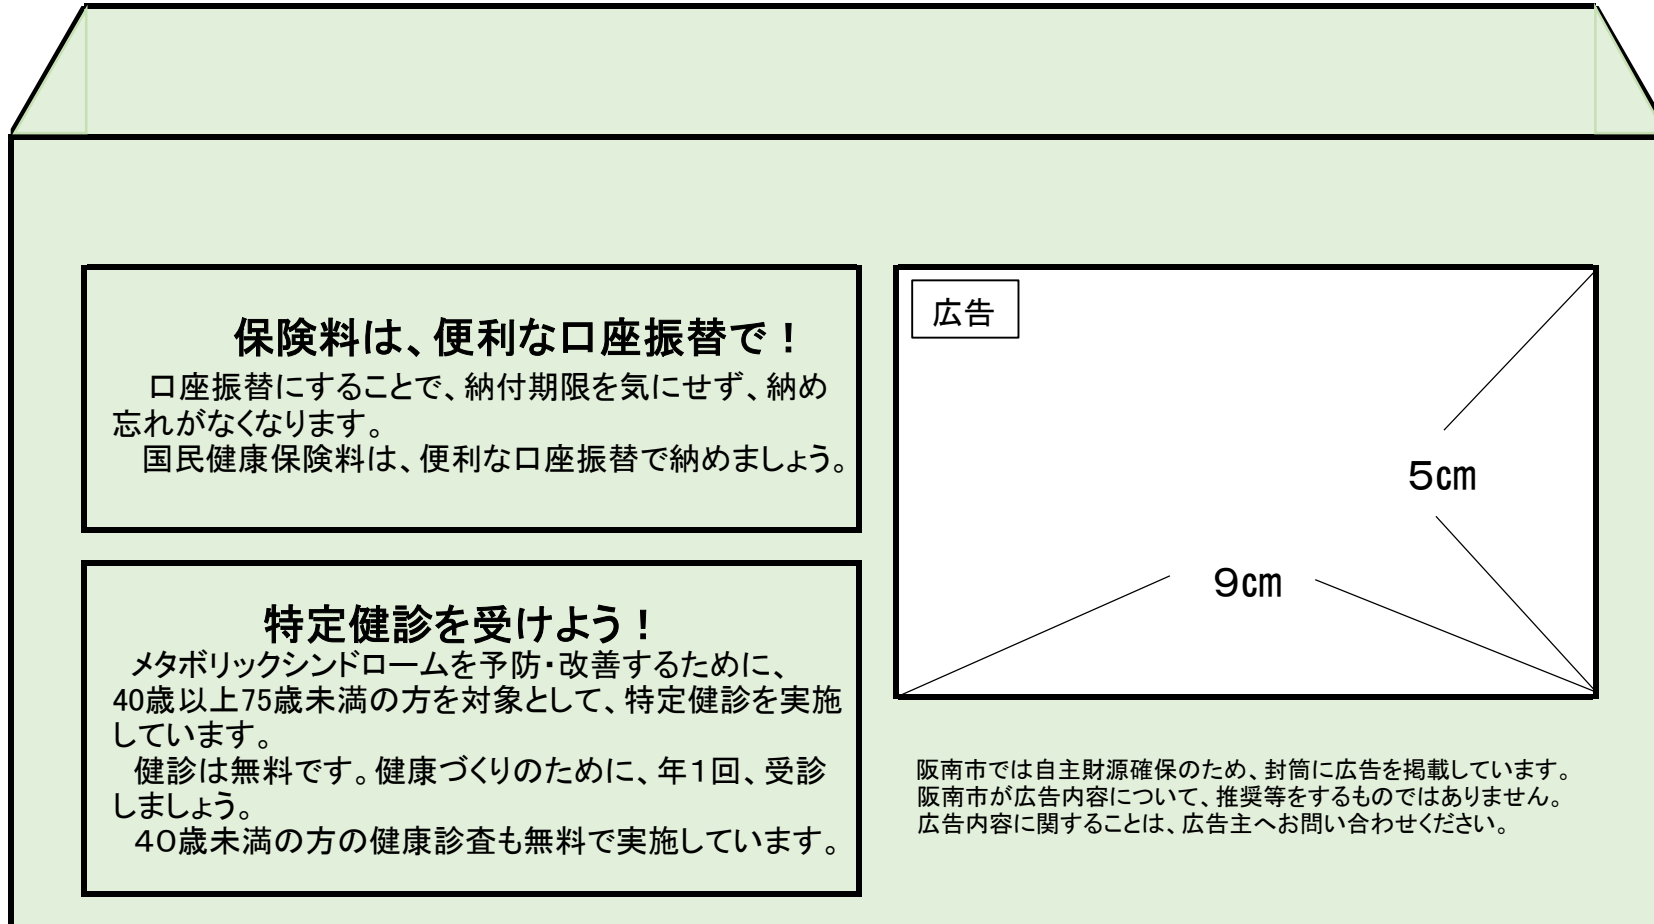 保険料は、便利な口座振替で！
口座振替にすることで、納付期限を気にせず、納め
忘れがなくなります。
国民健康保険料は、便利な口座振替で納めましょう。
特定健診を受けよう！
メタボリックシンドロームを予防・改善するために、
40歳以上75歳未満の方を対象として、特定健診を実施
しています。
健診は無料です。健康づくりのために、年１回、受診
しましょう。
４０歳未満の方の健康診査も無料で実施しています。
広告
５㎝
９㎝
阪南市では自主財源確保のため、封筒に広告を掲載しています。
阪南市が広告内容について、推奨等をするものではありません。
広告内容に関することは、広告主へお問い合わせください。